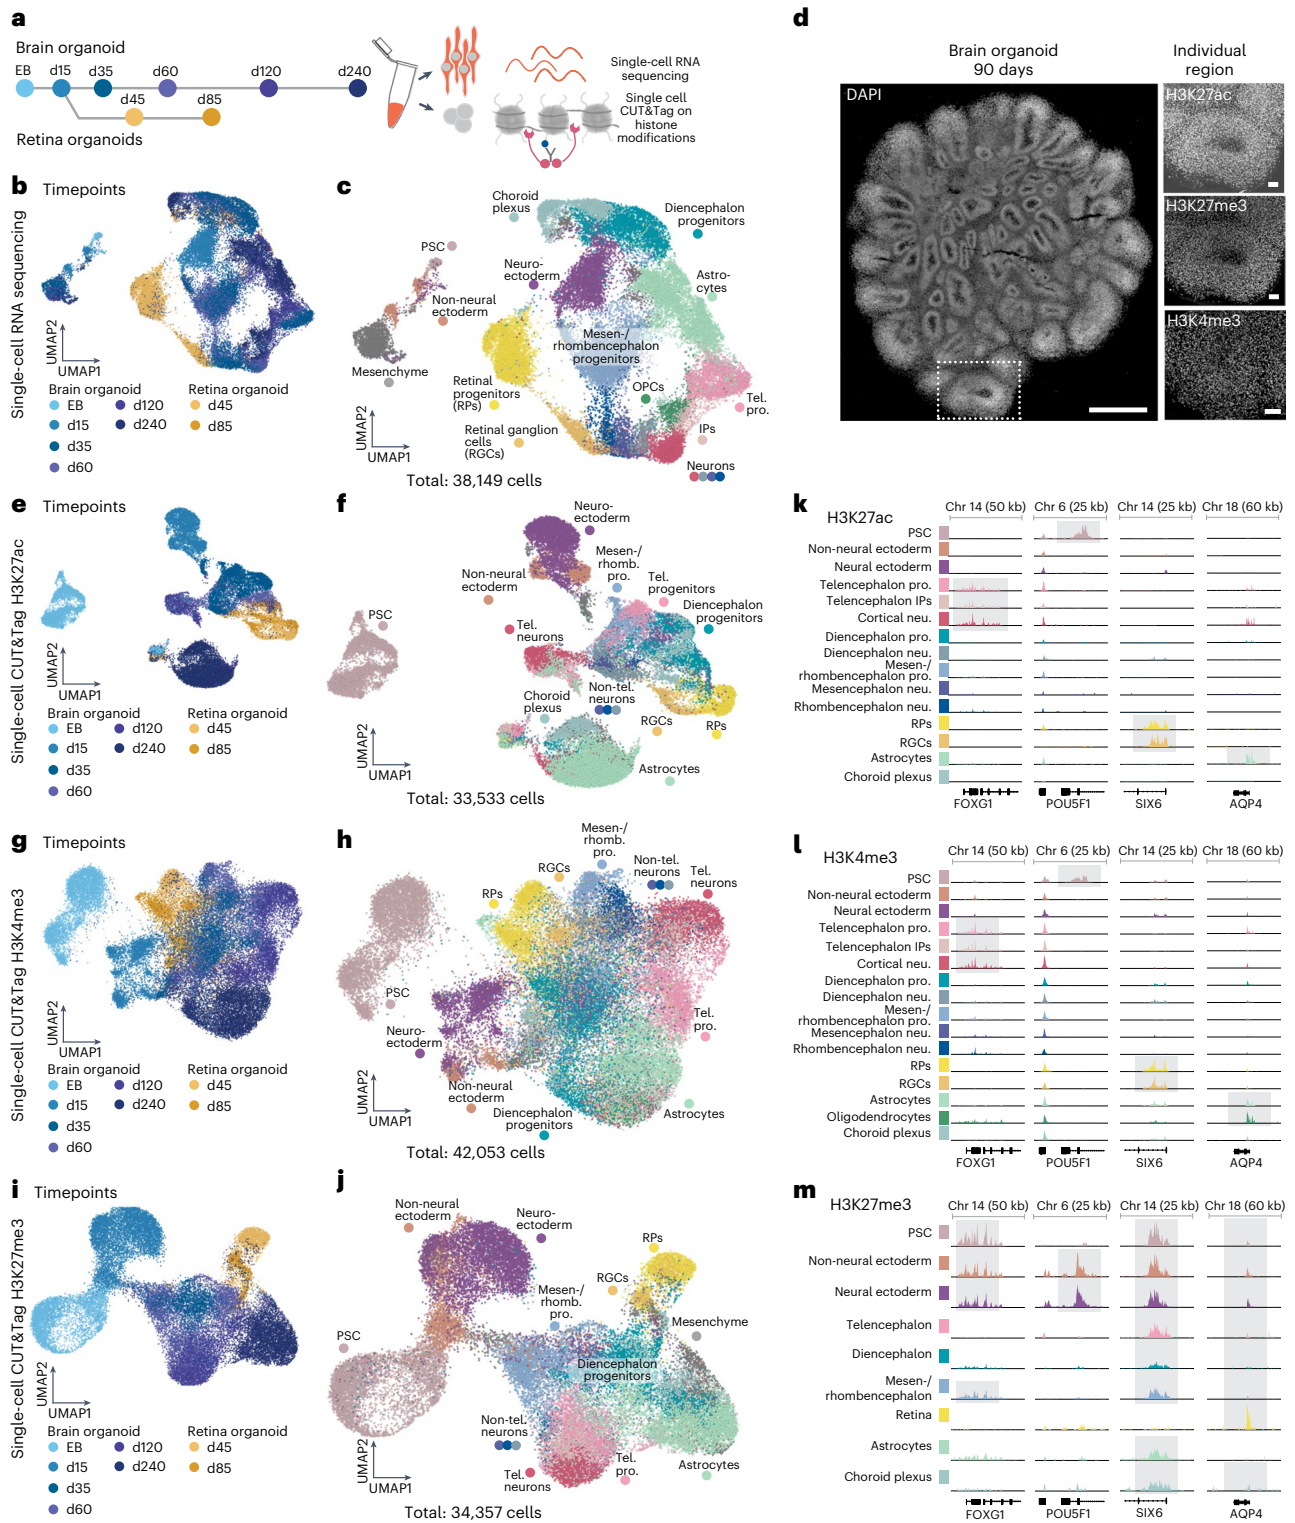 a
Brain organoid
EB d15 d35 d60 d120 d240
d45 d85
Retina organoids
Single-cell RNA
sequencing
Single cell
CUT&Tag on
histone
modifications
b
Timepoints
Single-cell RNA sequencing
UMAP2
UMAP1
Brain organoid
EB
d15
d35
d60
d120
d240
Retina organoid
d45
d85
c
Choroid
plexus
Diencephalon
progenitors
PSC
Neuro-
ectoderm
Astro-
cytes
Non-neural
ectoderm
Mesen-/
rhombencephalon
progenitors
Mesenchyme
Retinal
progenitors
(RPs)
OPCs
Tel.
pro.
Retinal ganglion
cells
(RGCs)
IPs
Neurons
UMAP2
UMAP1
Total: 38,149 cells
d
Brain organoid
90 days
Individual
region
DAPI
H3K27ac
H3K27me3
H3K4me3
e
Timepoints
Single-cell CUT&Tag H3K27ac
UMAP2
UMAP1
Brain organoid
EB
d15
d35
d60
d120
d240
Retina organoid
d45
d85
f
Neuro-
ectoderm
Mesen-/
rhomb.
pro.
Non-neural
ectoderm
Tel.
progenitors
Diencephalon
progenitors
PSC
Tel.
neurons
Choroid
plexus
Non-tel.
neurons
RGCs
RPs
Astrocytes
UMAP2
UMAP1
Total: 33,533 cells
g
Timepoints
Single-cell CUT&Tag H3K4me3
UMAP2
UMAP1
Brain organoid
EB
d15
d35
d60
d120
d240
Retina organoid
d45
d85
h
Mesen-/
rhomb.
pro.
RGCs
Non-tel.
neurons
Tel.
neurons
RPs
PSC
Neuro-
ectoderm
Tel.
pro.
Non-neural
ectoderm
Diencephalon
progenitors
Astrocytes
UMAP2
UMAP1
Total: 42,053 cells
i
Timepoints
Single-cell CUT&Tag H3K27me3
UMAP2
UMAP1
Brain organoid
EB
d15
d35
d60
d120
d240
Retina organoid
d45
d85
j
Non-neural
ectoderm
Neuro-
ectoderm
RPs
RGCs
Mesen-/
rhomb.
pro.
PSC
Mesenchyme
Diencephalon
progenitors
Non-tel.
neurons
Tel.
neurons
Tel.
pro.
Astrocytes
UMAP2
UMAP1
Total: 34,357 cells
k
H3K27ac
Chr 14 (50 kb) Chr 6 (25 kb) Chr 14 (25 kb) Chr 18 (60 kb)
PSC
Non-neural ectoderm
Neural ectoderm
Telencephalon pro.
Telencephalon IPs
Cortical neu.
Diencephalon pro.
Diencephalon neu.
Mesen-/
rhombencephalon pro.
Mesencephalon neu.
Rhombencephalon neu.
RPs
RGCs
Astrocytes
Choroid plexus
FOXG1 POU5F1 SIX6 AQP4
l
H3K4me3
Chr 14 (50 kb) Chr 6 (25 kb) Chr 14 (25 kb) Chr 18 (60 kb)
PSC
Non-neural ectoderm
Neural ectoderm
Telencephalon pro.
Telencephalon IPs
Cortical neu.
Diencephalon pro.
Diencephalon neu.
Mesen-/
rhombencephalon pro.
Mesencephalon neu.
Rhombencephalon neu.
RPs
RGCs
Astrocytes
Oligodendrocytes
Choroid plexus
FOXG1 POU5F1 SIX6 AQP4
m
H3K27me3
Chr 14 (50 kb) Chr 6 (25 kb) Chr 14 (25 kb) Chr 18 (60 kb)
PSC
Non-neural ectoderm
Neural ectoderm
Telencephalon
Diencephalon
Mesen-/
rhombencephalon
Retina
Astrocytes
Choroid plexus
FOXG1 POU5F1 SIX6 AQP4